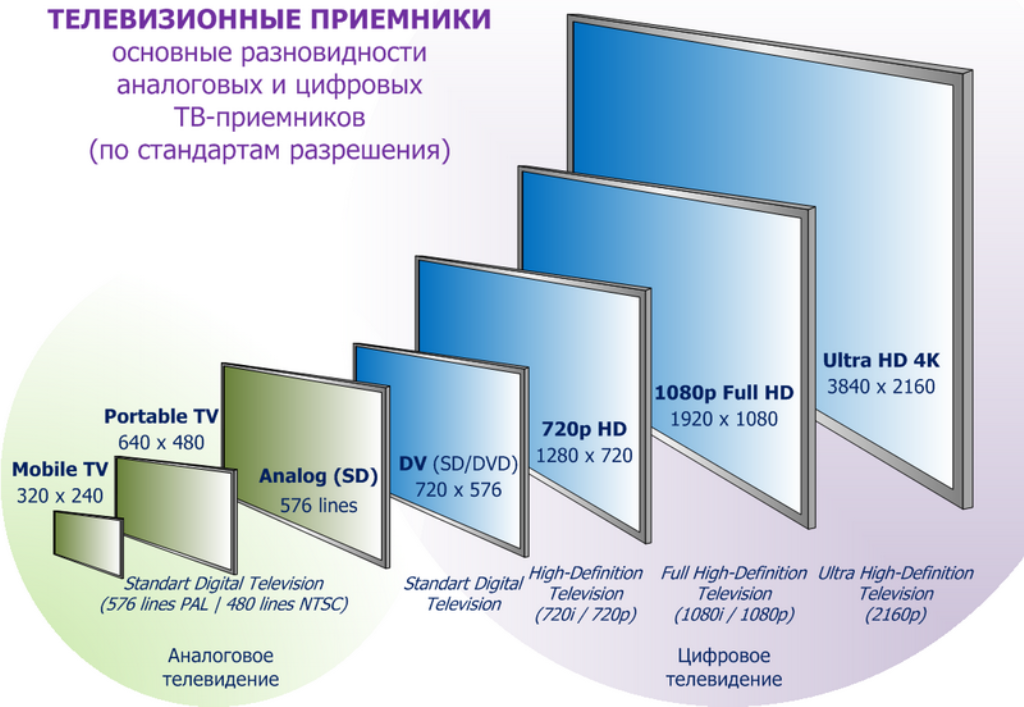 ТЕЛЕВИЗИОННЫЕ ПРИЕМНИКИ
основные разновидности
аналоговых и цифровых
ТВ-приемников
(по стандартам разрешения)
Mobile TV
320 x 240
Portable TV
640 x 480
Analog (SD)
576 lines
DV (SD/DVD)
720 x 576
720p HD
1280 x 720
1080p Full HD
1920 x 1080
Ultra HD 4K
3840 x 2160
Standart Digital Television
(576 lines PAL | 480 lines NTSC)
Standart Digital
Television
High-Definition
Television
(720i / 720p)
Full High-Definition
Television
(1080i / 1080p)
Ultra High-Definition
Television
(2160p)
Аналоговое
телевидение
Цифровое
телевидение